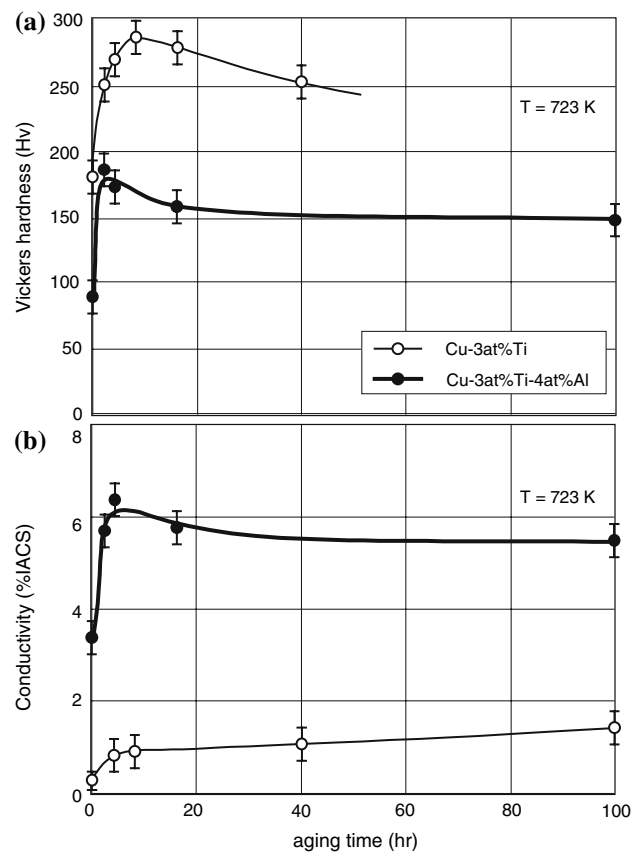 (a)
300
250
200
150
100
50
0
Vickers hardness (Hv)
T = 723 K
Cu-3at%Ti
Cu-3at%Ti-4at%Al
(b)
8
6
4
2
0
Conductivity (%IACS)
T = 723 K
0 20 40 60 80 100
aging time (hr)